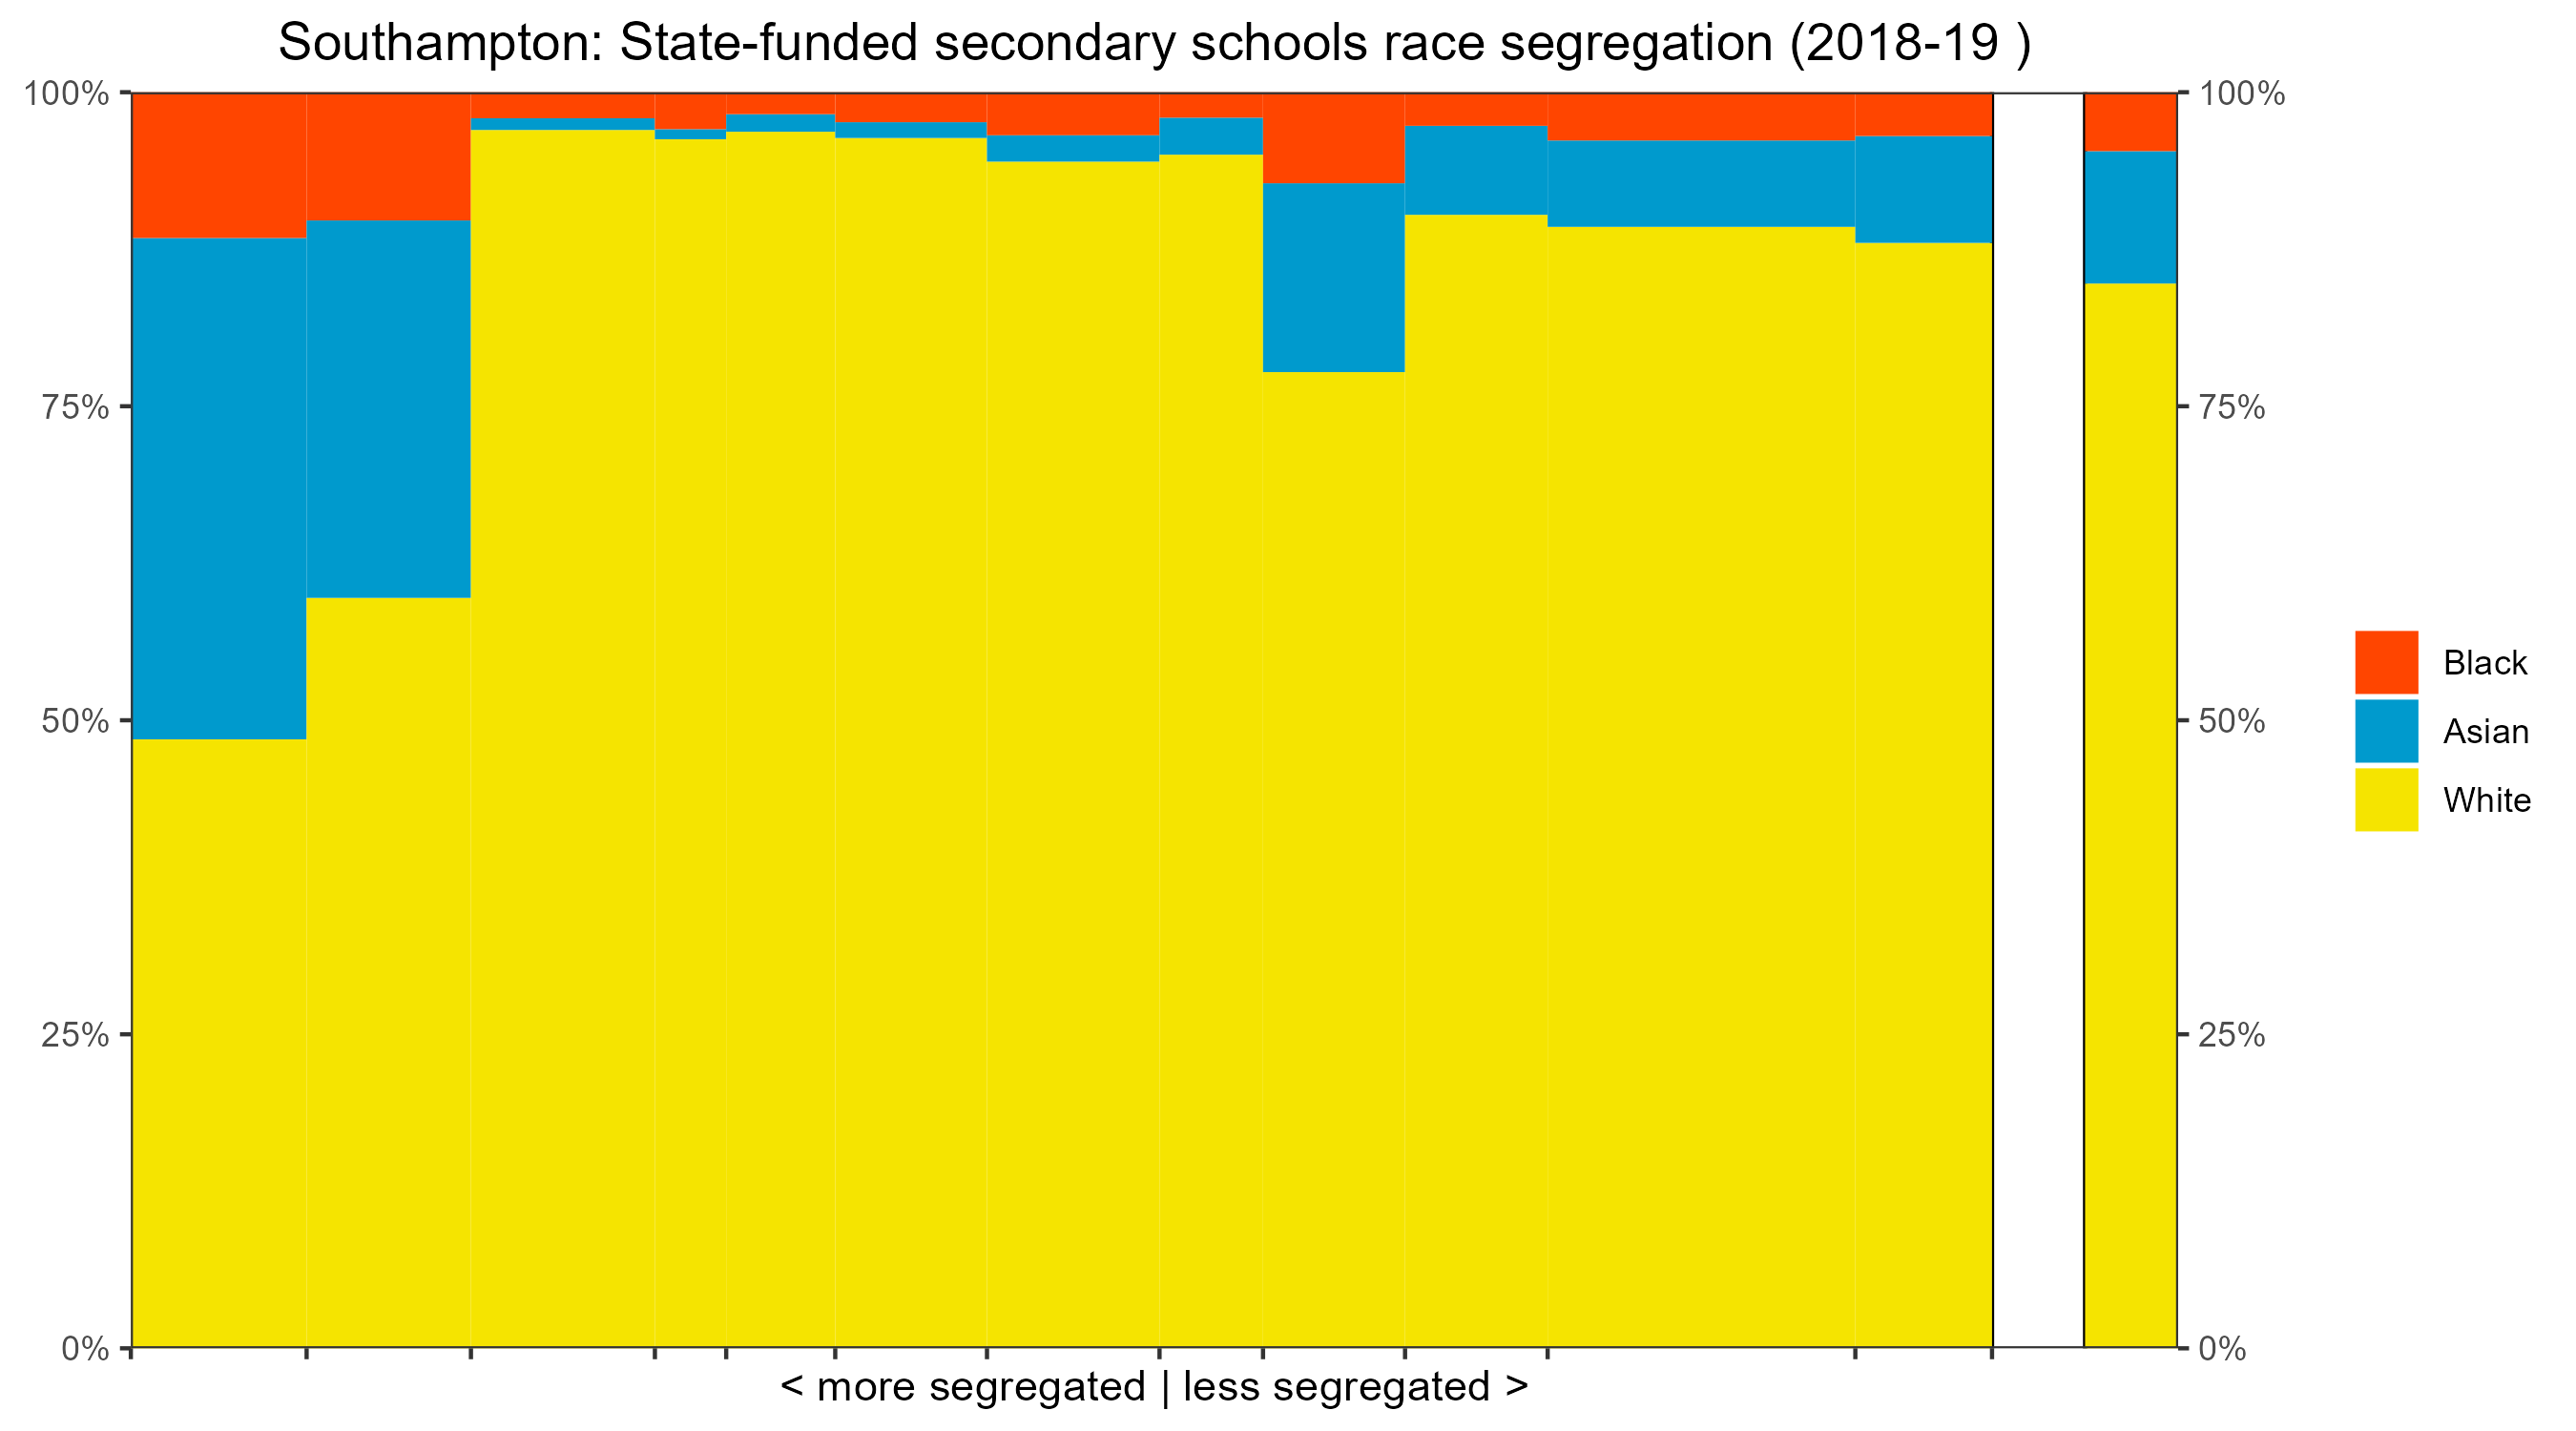 Southampton: State-funded secondary schools race segregation (2018-19 )
100%
75%
50%
25%
0%
100%
75%
50%
25%
0%
Black
Asian
White
< more segregated | less segregated >